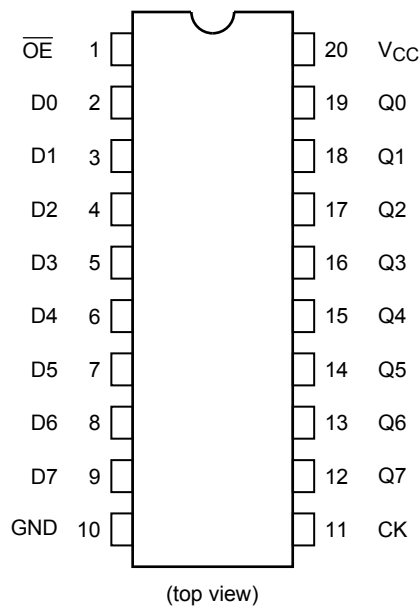 OE 1 20 VCC
D0 2 19 Q0
D1 3 18 Q1
D2 4 17 Q2
D3 5 16 Q3
D4 6 15 Q4
D5 7 14 Q5
D6 8 13 Q6
D7 9 12 Q7
GND 10 11 CK
(top view)